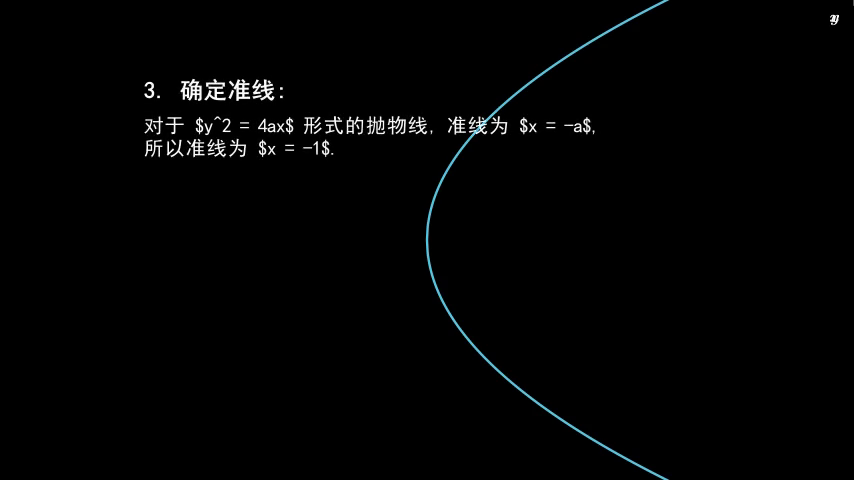 3. 确定准线:
对于 $y^2 = 4ax$ 形式的抛物线, 准线为 $x = -a$,
所以准线为 $x = -1$.